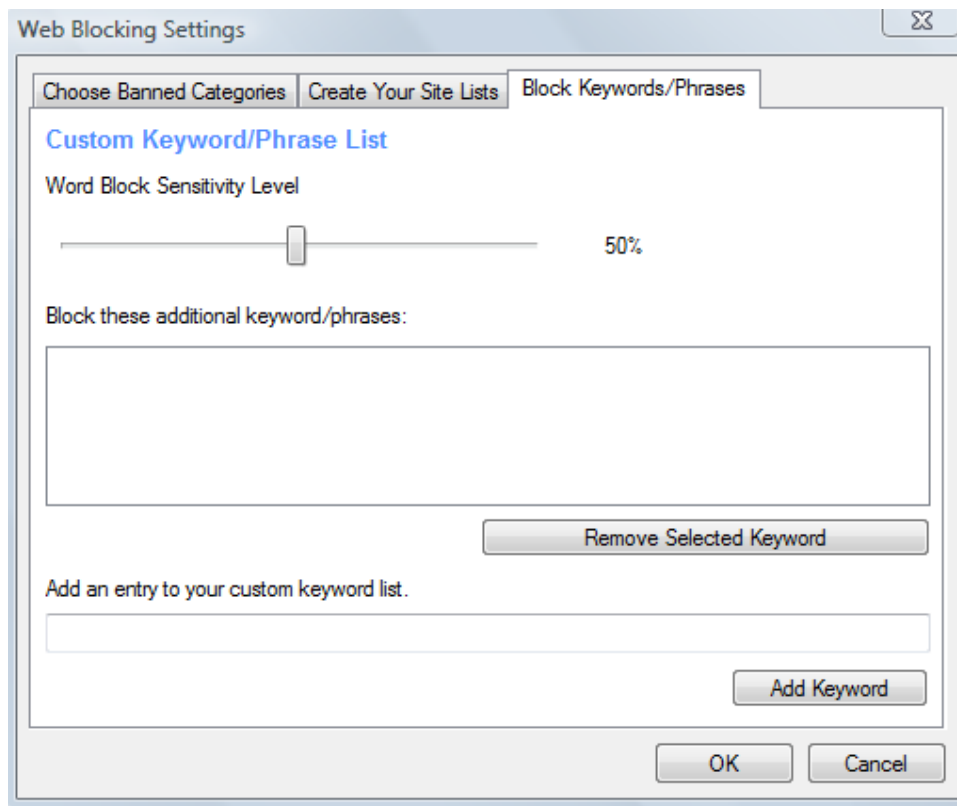 Web Blocking Settings
Choose Banned Categories Create Your Site Lists Block Keywords/Phrases
Custom Keyword/Phrase List
Word Block Sensitivity Level
50%
Block these additional keyword/phrases:
Remove Selected Keyword
Add an entry to your custom keyword list.
Add Keyword
OK Cancel